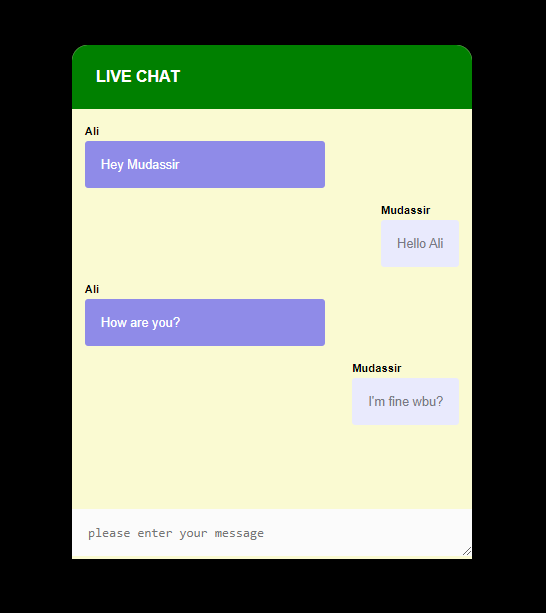 LIVE CHAT
Ali
Hey Mudassir
Mudassir
Hello Ali
Ali
How are you?
Mudassir
I'm fine wbu?
please enter your message